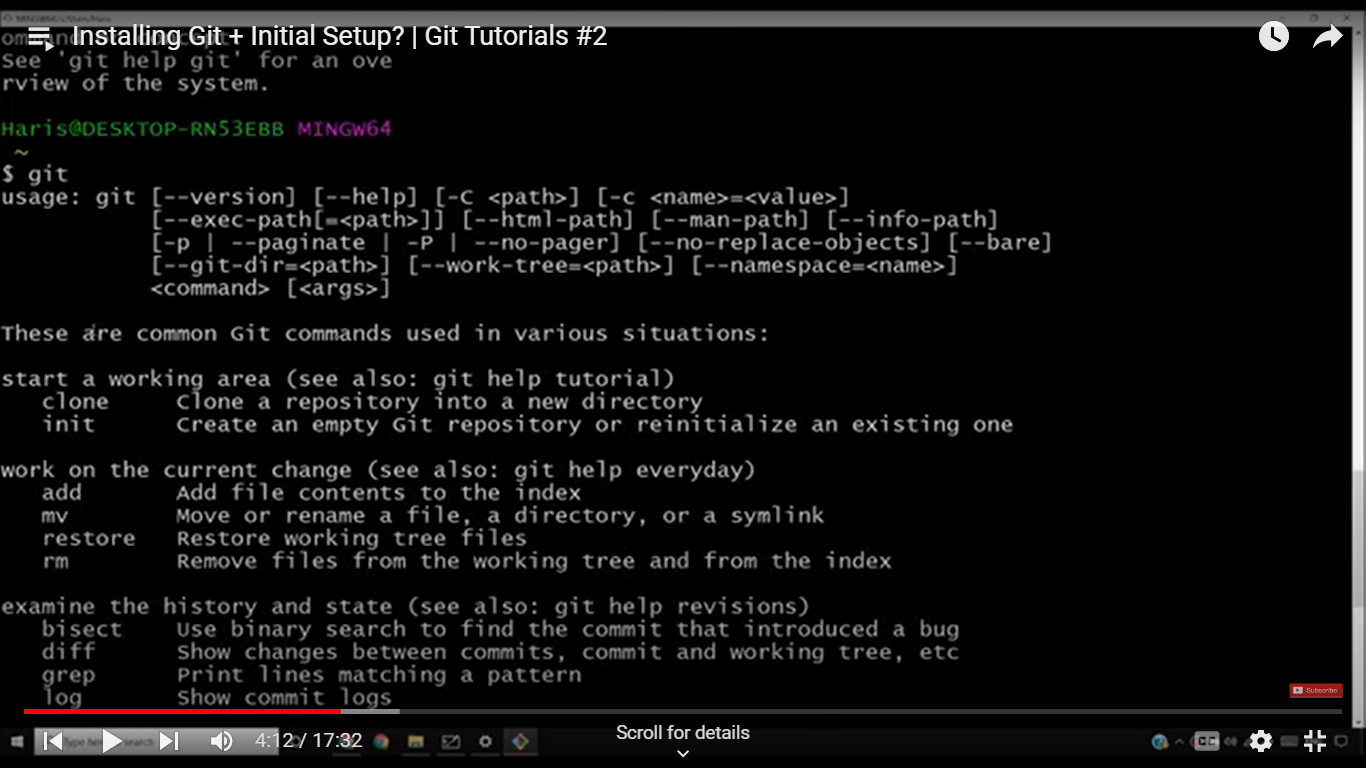 Installing Git + Initial Setup? | Git Tutorials #2
See 'git help git' for an ove
rview of the system.
Haris@DESKTOP-RN53EBB MINGW64
~
$ git
usage: git [--version] [--help] [-C <path>] [-c <name>=<value>]
[--exec-path[=<path>]] [--html-path] [--man-path] [--info-path]
[-p | --paginate | -P | --no-pager] [--no-replace-objects] [--bare]
[--git-dir=<path>] [--work-tree=<path>] [--namespace=<name>]
<command> [<args>]
These are common Git commands used in various situations:
start a working area (see also: git help tutorial)
clone Clone a repository into a new directory
init Create an empty Git repository or reinitialize an existing one
work on the current change (see also: git help everyday)
add Add file contents to the index
mv Move or rename a file, a directory, or a symlink
restore Restore working tree files
rm Remove files from the working tree and from the index
examine the history and state (see also: git help revisions)
bisect Use binary search to find the commit that introduced a bug
diff Show changes between commits, commit and working tree, etc
grep Print lines matching a pattern
log Show commit logs
Subscribe
Scroll for details
4:12 / 17:32
CC